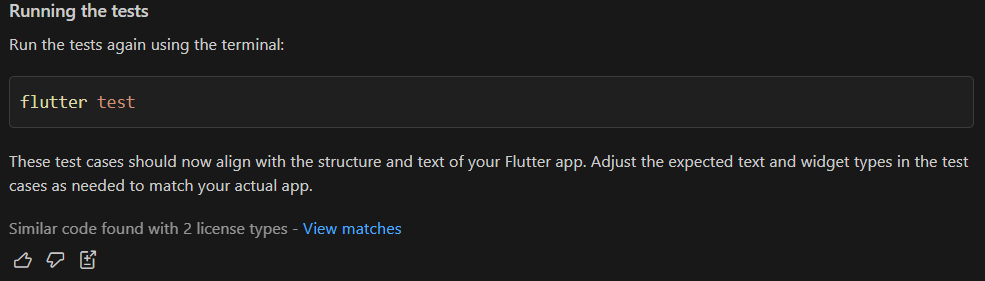 Running the tests
Run the tests again using the terminal:
flutter test
These test cases should now align with the structure and text of your Flutter app. Adjust the expected text and widget types in the test
cases as needed to match your actual app.
Similar code found with 2 license types - View matches